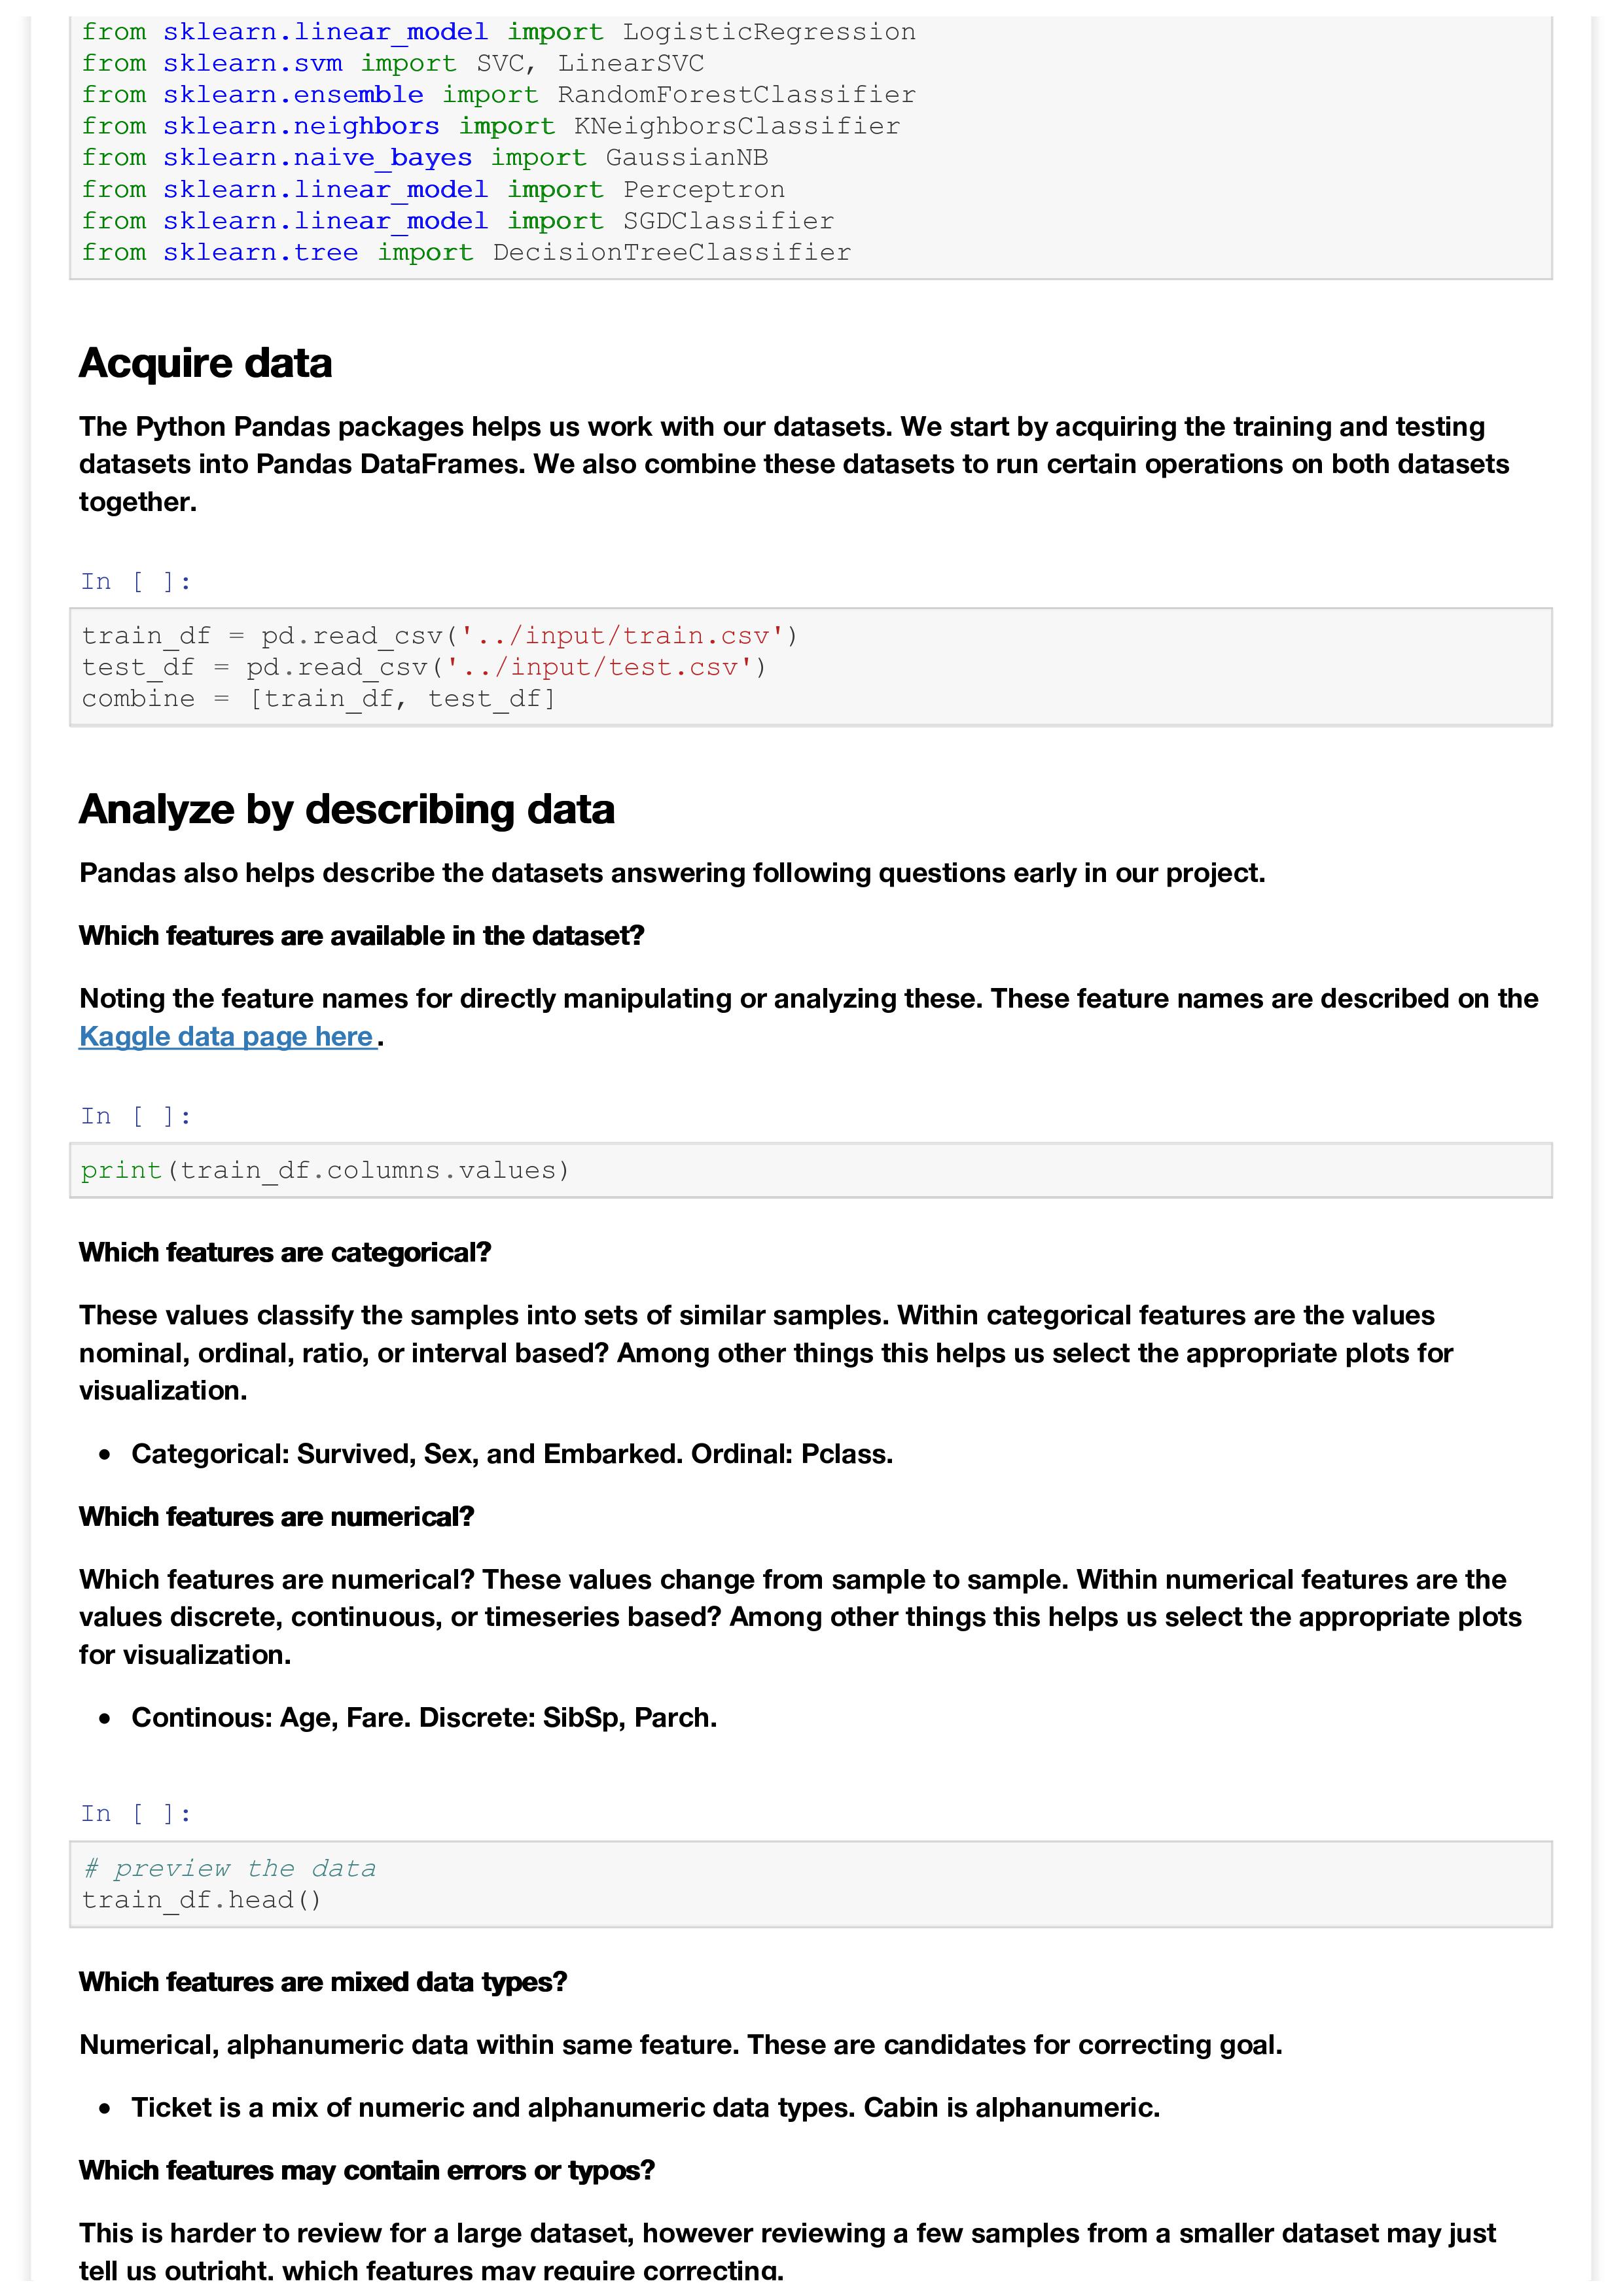 from sklearn.linear_model import LogisticRegression
from sklearn.svm import SVC, LinearSVC
from sklearn.ensemble import RandomForestClassifier
from sklearn.neighbors import KNeighborsClassifier
from sklearn.naive_bayes import GaussianNB
from sklearn.linear_model import Perceptron
from sklearn.linear_model import SGDClassifier
from sklearn.tree import DecisionTreeClassifier
Acquire data
The Python Pandas packages helps us work with our datasets. We start by acquiring the training and testing
datasets into Pandas DataFrames. We also combine these datasets to run certain operations on both datasets
together.
In [ ]:
train_df = pd.read_csv('../input/train.csv')
test_df = pd.read_csv('../input/test.csv')
combine = [train_df, test_df]
Analyze by describing data
Pandas also helps describe the datasets answering following questions early in our project.
Which features are available in the dataset?
Noting the feature names for directly manipulating or analyzing these. These feature names are described on the
Kaggle data page here .
In [ ]:
print(train_df.columns.values)
Which features are categorical?
These values classify the samples into sets of similar samples. Within categorical features are the values
nominal, ordinal, ratio, or interval based? Among other things this helps us select the appropriate plots for
visualization.
• Categorical: Survived, Sex, and Embarked. Ordinal: Pclass.
Which features are numerical?
Which features are numerical? These values change from sample to sample. Within numerical features are the
values discrete, continuous, or timeseries based? Among other things this helps us select the appropriate plots
for visualization.
• Continous: Age, Fare. Discrete: SibSp, Parch.
In [ ]:
# preview the data
train_df.head()
Which features are mixed data types?
Numerical, alphanumeric data within same feature. These are candidates for correcting goal.
• Ticket is a mix of numeric and alphanumeric data types. Cabin is alphanumeric.
Which features may contain errors or typos?
This is harder to review for a large dataset, however reviewing a few samples from a smaller dataset may just
tell us outright, which features may require correcting.